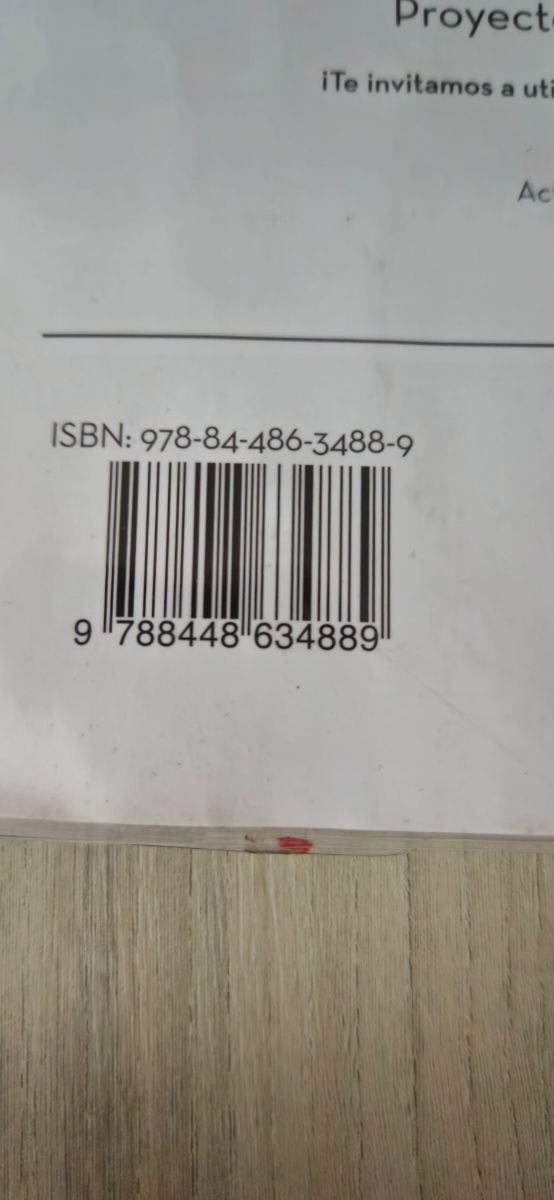 Proyect
¡Te invitamos a uti
Ac
ISBN: 978-84-486-3488-9
9 788448 634889